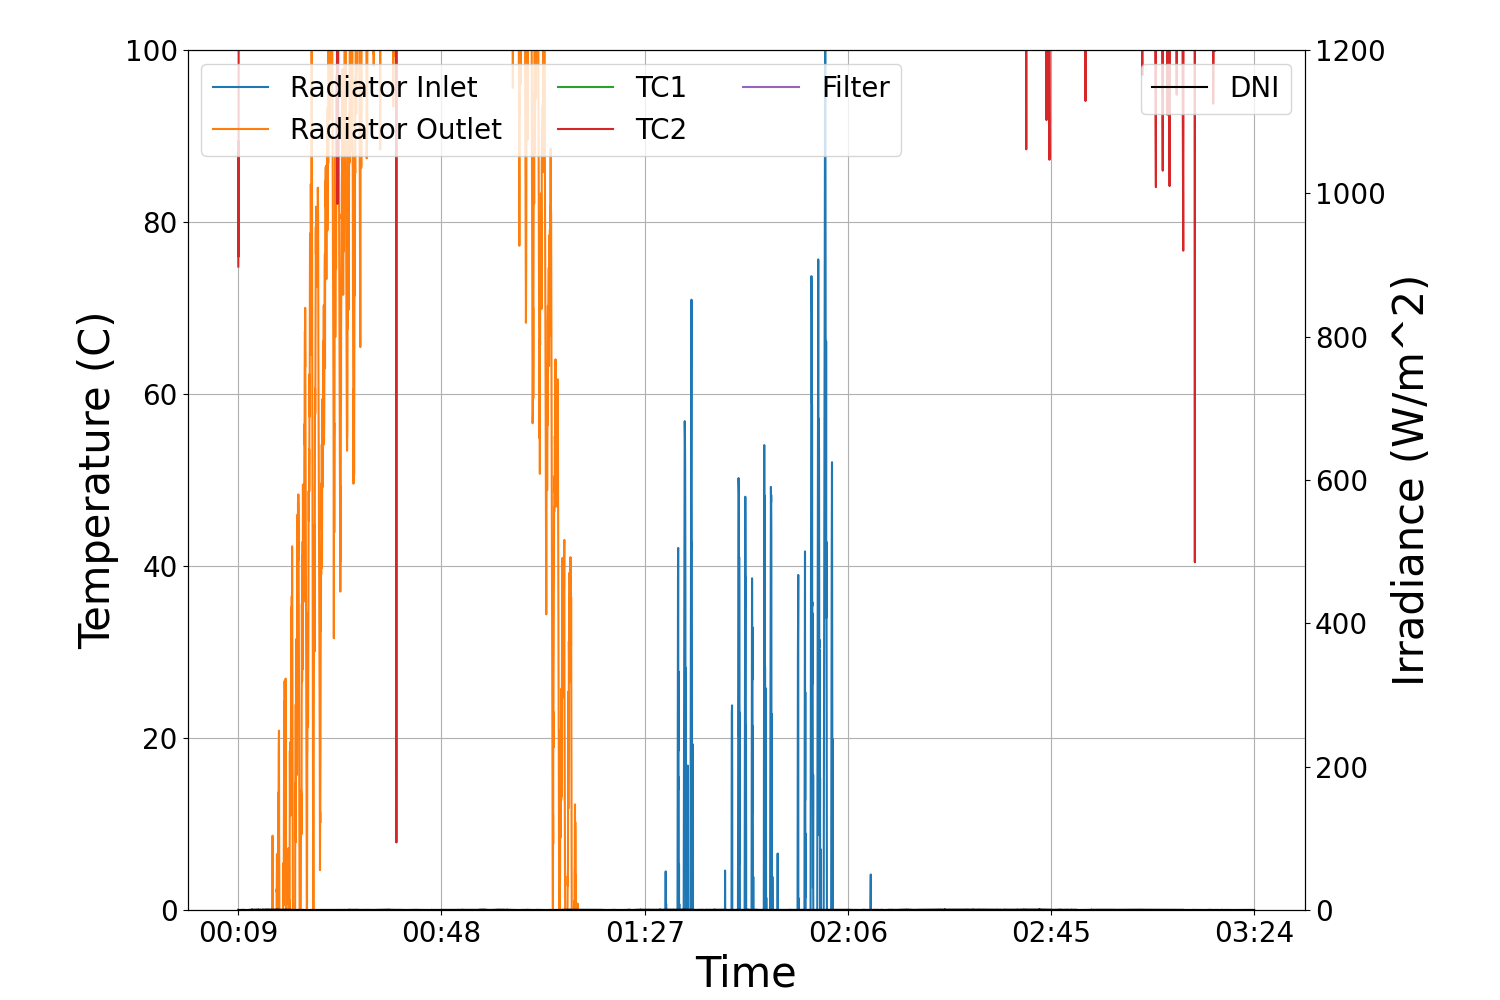 100
80
60
40
20
0
Temperature (C)
Radiator Inlet
Radiator Outlet
TC1
TC2
Filter
DNI
1200
1000
800
600
400
200
0
Irradiance (W/m^2)
00:09
00:48
01:27
02:06
02:45
03:24
Time